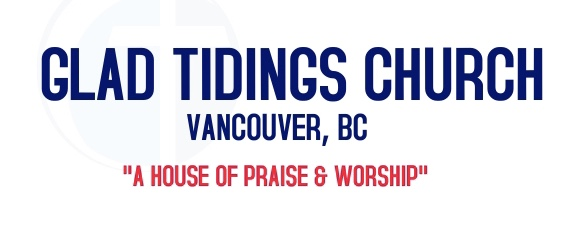 GLAD TIDINGS CHURCH
VANCOUVER, BC
"A HOUSE OF PRAISE & WORSHIP"